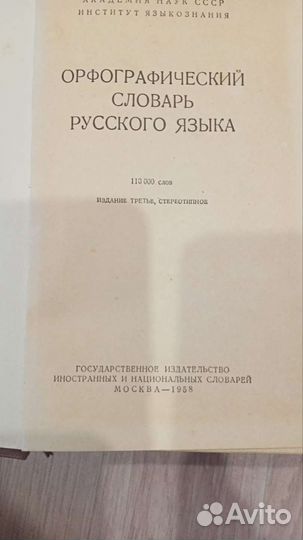 АКАДЕМИЯ НАУК СССР
ИНСТИТУТ ЯЗЫКОЗНАНИЯ
ОРФОГРАФИЧЕСКИЙ
СЛОВАРЬ
РУССКОГО ЯЗЫКА
110 000 слов
ИЗДАНИЕ ТРЕТЬЕ, СТЕРЕОТИПНОЕ
ГОСУДАРСТВЕННОЕ ИЗДАТЕЛЬСТВО
ИНОСТРАННЫХ И НАЦИОНАЛЬНЫХ СЛОВАРЕЙ
МОСКВА—1958
Avito